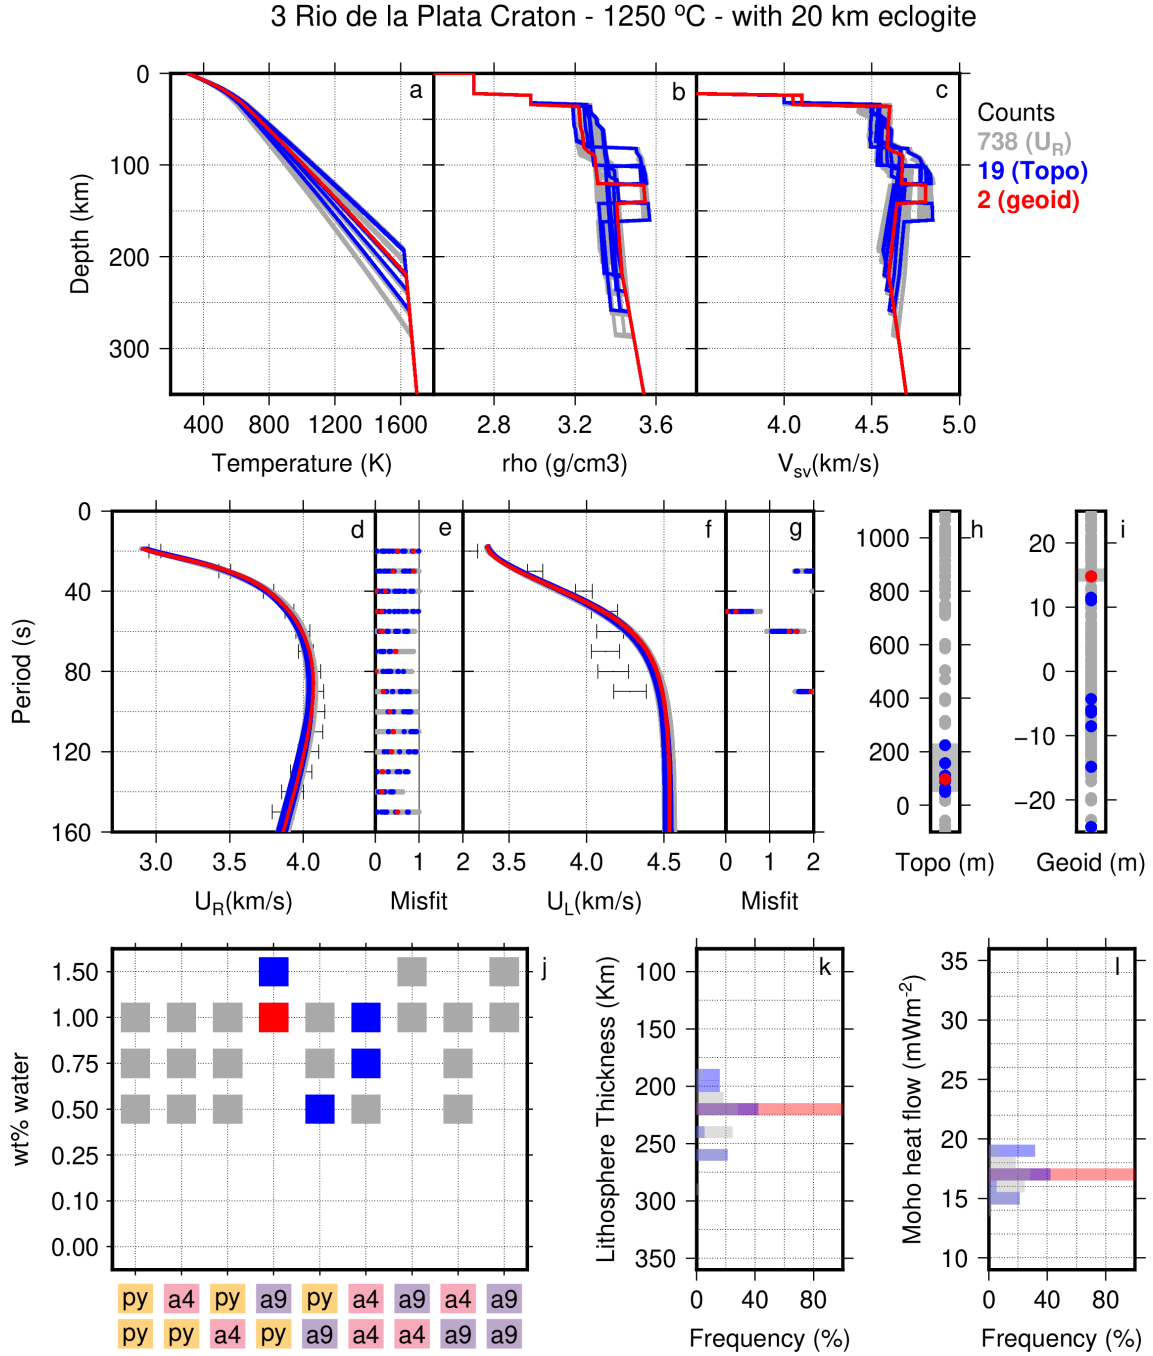 3 Rio de la Plata Craton - 1250 ºC - with 20 km eclogite
0
100
200
300
Depth (km)
a
b
c
Counts
738 (U_R)
19 (Topo)
2 (geoid)
400 800 1200 1600
2.8 3.2 3.6
4.0 4.5 5.0
Temperature (K)
rho (g/cm3)
V_sv(km/s)
0
40
80
120
160
Period (s)
d
e
f
g
h
i
1000
800
600
400
200
0
20
10
0
−10
−20
3.0 3.5 4.0
0 1 2
3.5 4.0 4.5
0 1 2
Topo (m)
Geoid (m)
U_R(km/s)
Misfit
U_L(km/s)
Misfit
1.50
1.00
0.75
0.50
0.25
0.10
0.00
wt% water
j
k
l
100
150
200
250
300
350
Lithosphere Thickness (Km)
35
30
25
20
15
10
Moho heat flow (mWm⁻²)
py a4 py a9 py a4 a9 a4 a9
py py a4 py a9 a4 a4 a9 a9
0 40 80
0 40 80
Frequency (%)
Frequency (%)